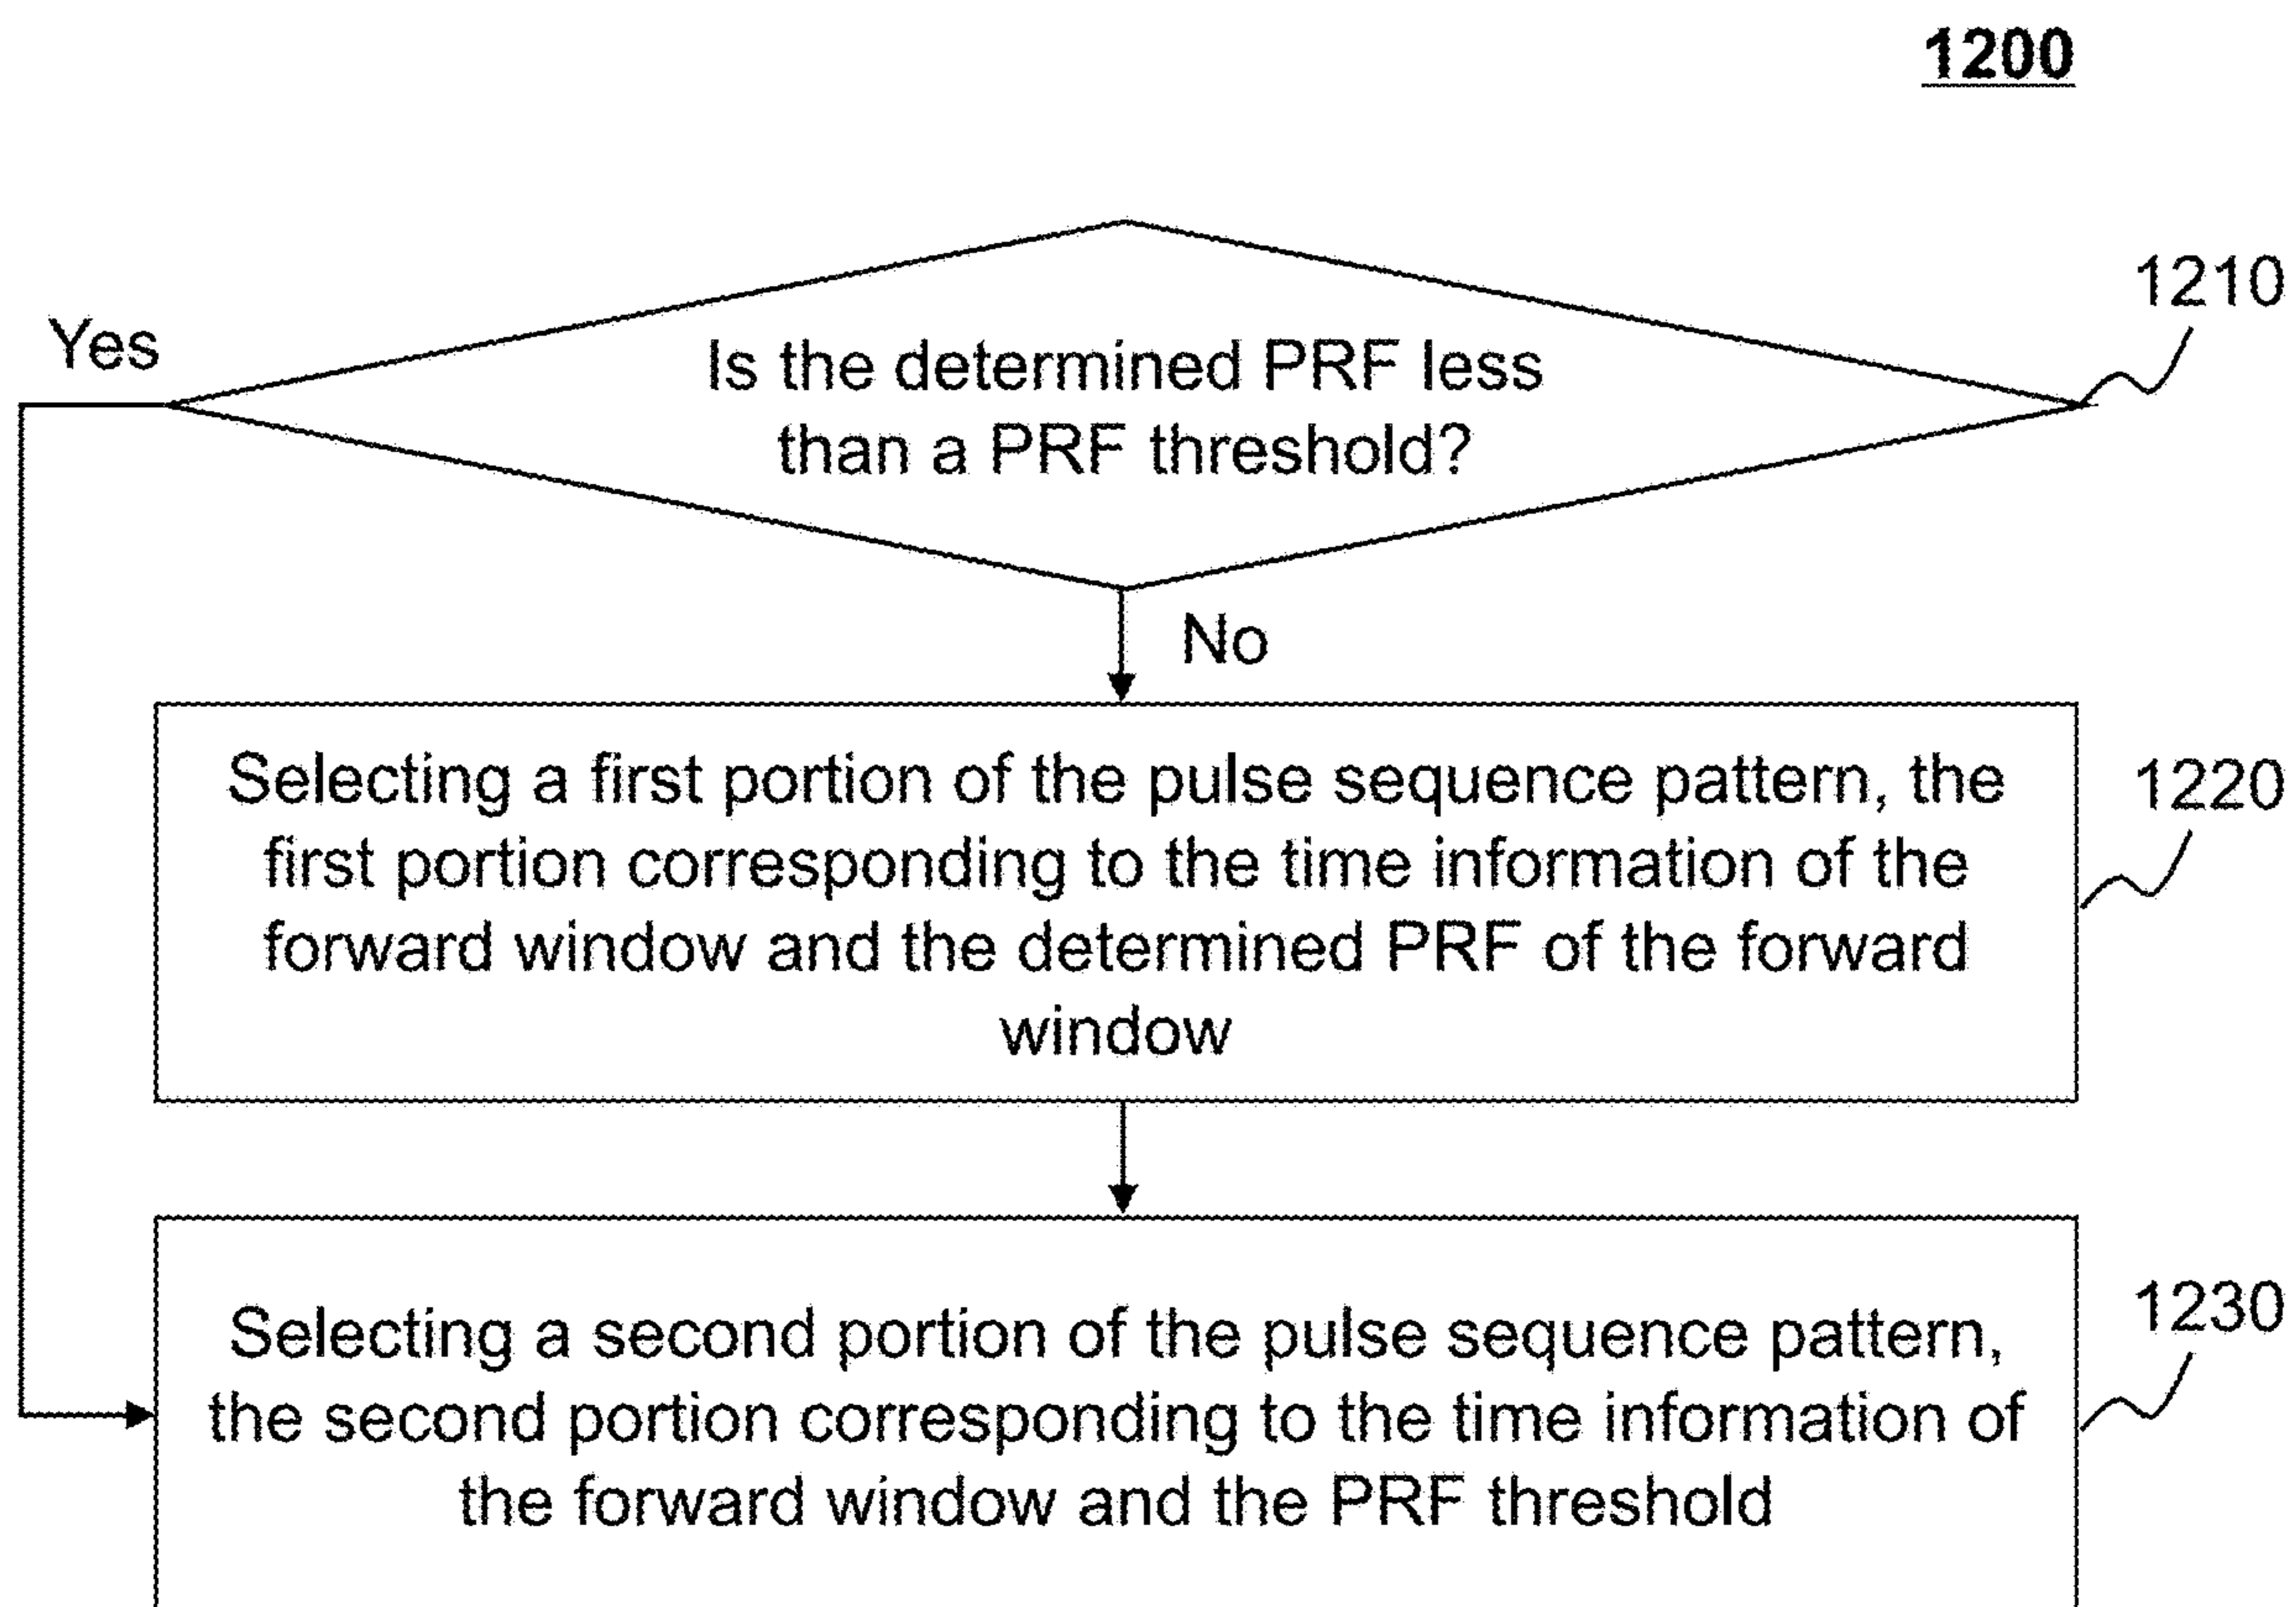 1200
1210
Yes
Is the determined PRF less
than a PRF threshold?
No
Selecting a first portion of the pulse sequence pattern, the
first portion corresponding to the time information of the
forward window and the determined PRF of the forward
window
1220
Selecting a second portion of the pulse sequence pattern,
the second portion corresponding to the time information of
the forward window and the PRF threshold
1230